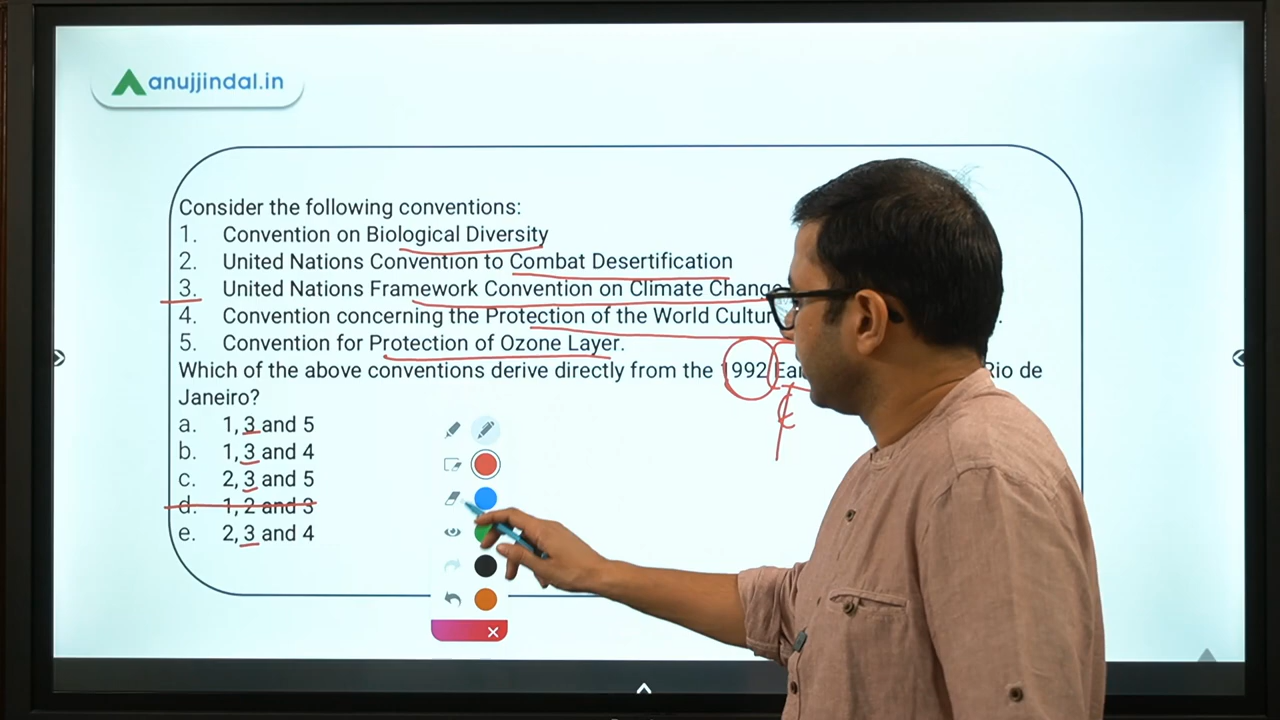 anujjindal.in
Consider the following conventions:
1. Convention on Biological Diversity
2. United Nations Convention to Combat Desertification
3. United Nations Framework Convention on Climate Change
4. Convention concerning the Protection of the World
5. Convention for Protection of Ozone Layer.
Which of the above conventions derive directly from the 1992 Rio de
Janeiro?
a. 1, 3 and 5
b. 1, 3 and 4
c. 2, 3 and 5
d. 1, 2 and 3
e. 2, 3 and 4